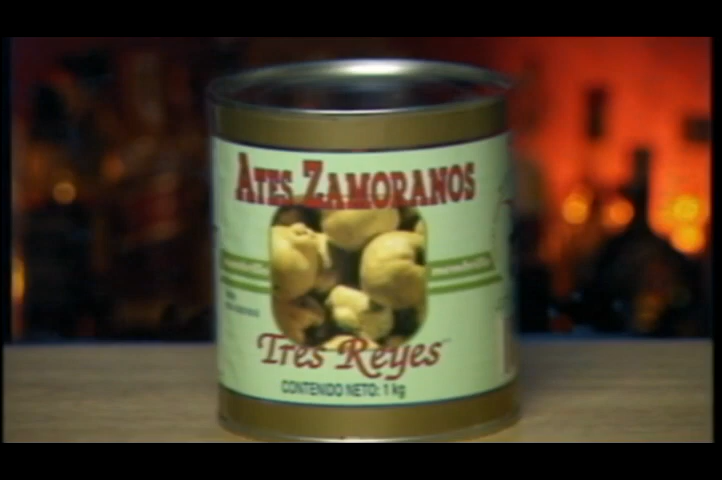 ATES ZAMORANOS
Tres Reyes
CONTENIDO NETO: 1 kg